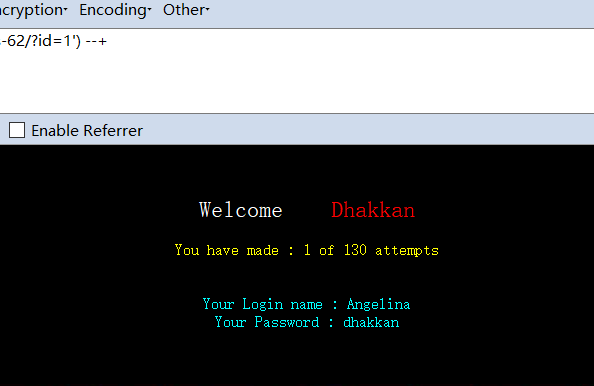 Encoding Other
-62/?id=1') --+
Enable Referrer
Welcome Dhakkan
You have made : 1 of 130 attempts
Your Login name : Angelina
Your Password : dhakkan